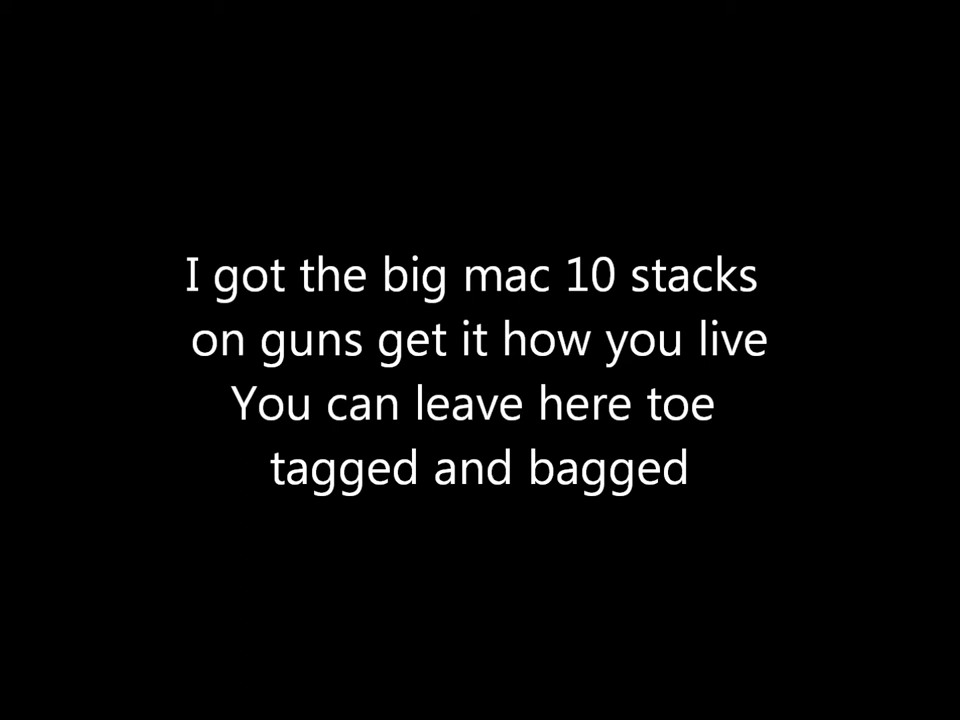 I got the big mac 10 stacks
on guns get it how you live
You can leave here toe
tagged and bagged